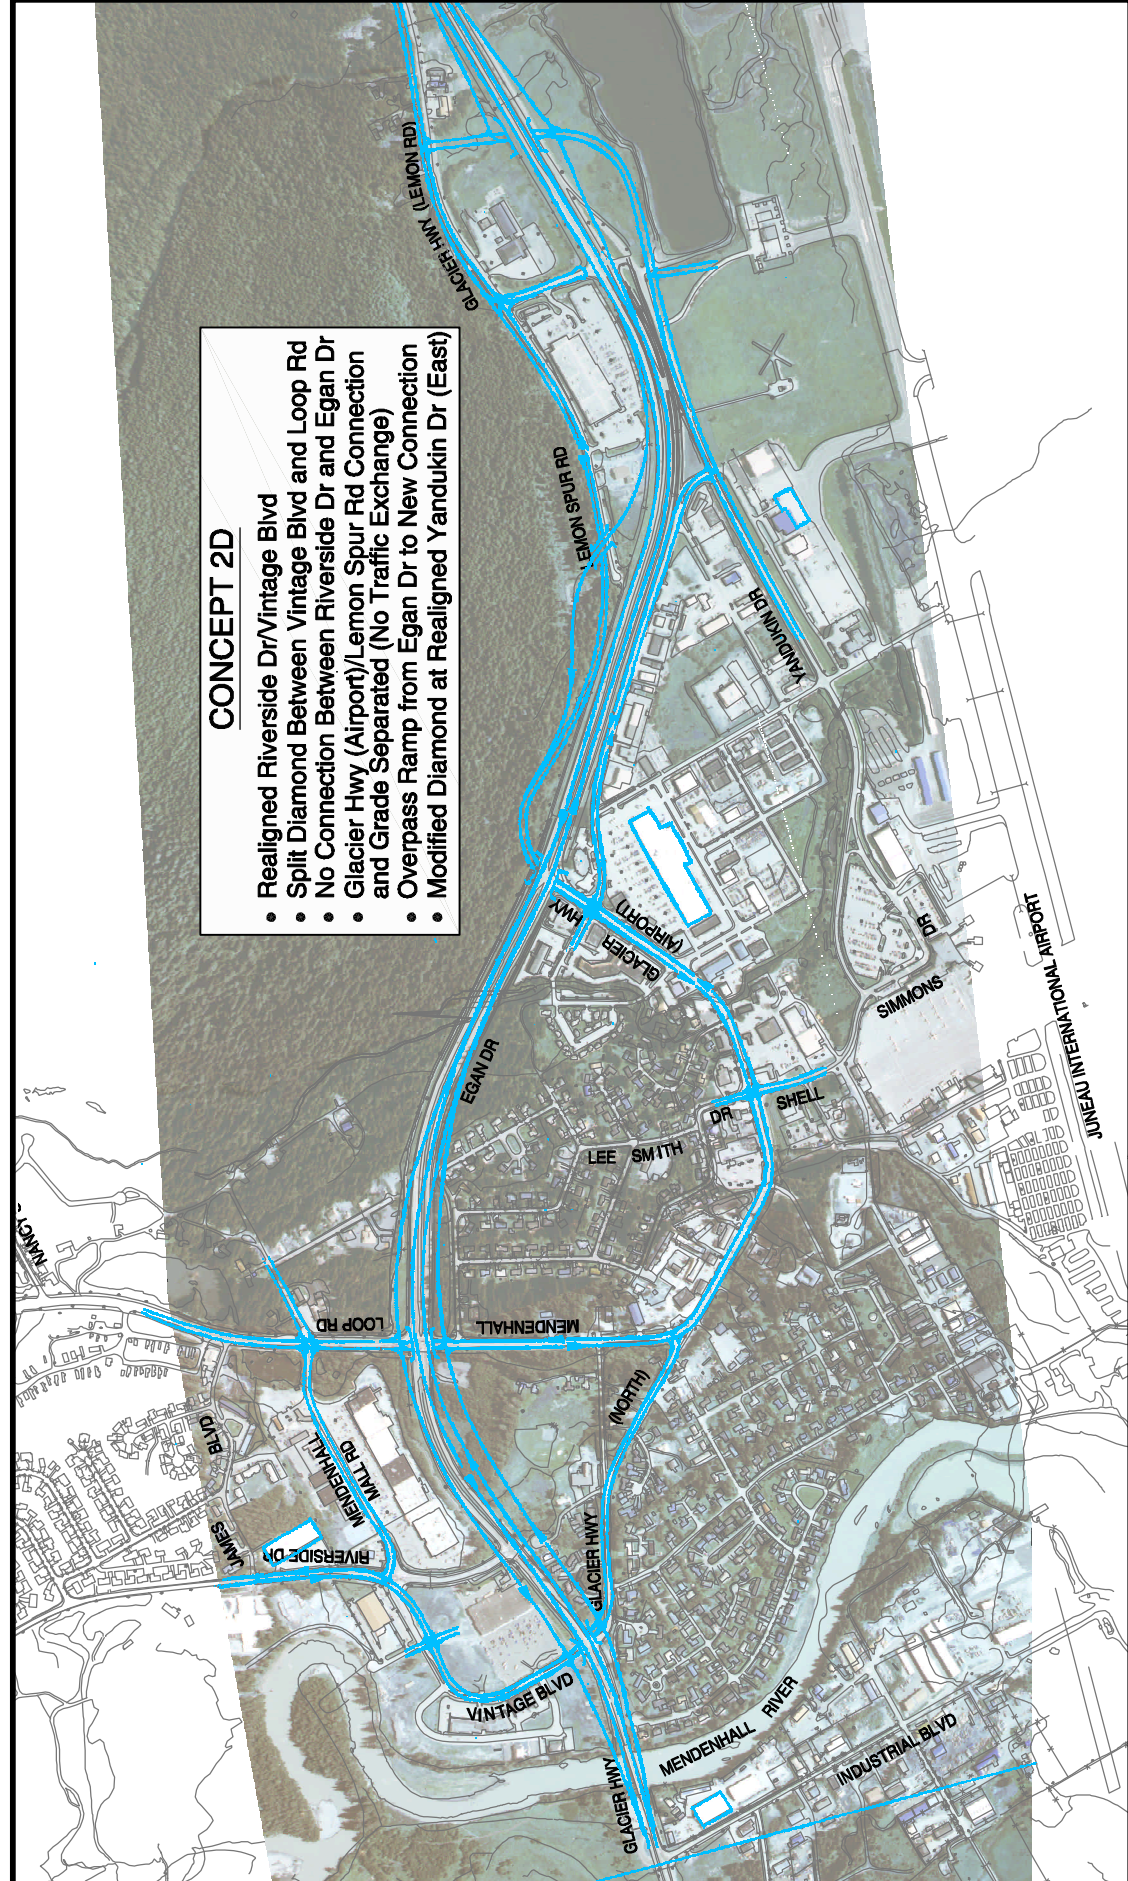 CONCEPT 2D
• Realigned Riverside Dr/Vintage Blvd
• Split Diamond Between Vintage Blvd and Loop Rd
• No Connection Between Riverside Dr and Egan Dr
• Glacier Hwy (Airport)/Lemon Spur Rd Connection
and Grade Separated (No Traffic Exchange)
• Overpass Ramp from Egan Dr to New Connection
• Modified Diamond at Realigned Yandukin Dr (East)
GLACIER HWY (LEMON RD)
LEMON SPUR RD
YANDUKIN DR
GLACIER HWY
(AIRPORT)
EGAN DR
SIMMONS DR
JUNEAU INTERNATIONAL AIRPORT
SHELL
LEE SMITH DR
LOOP RD
MENDENHALL
(NORTH)
GLACIER HWY
MENDENHALL
MALL RD
JAMES BLVD
RIVERSIDE DR
VINTAGE BLVD
GLACIER HWY
MENDENHALL RIVER
INDUSTRIAL BLVD
NANCY